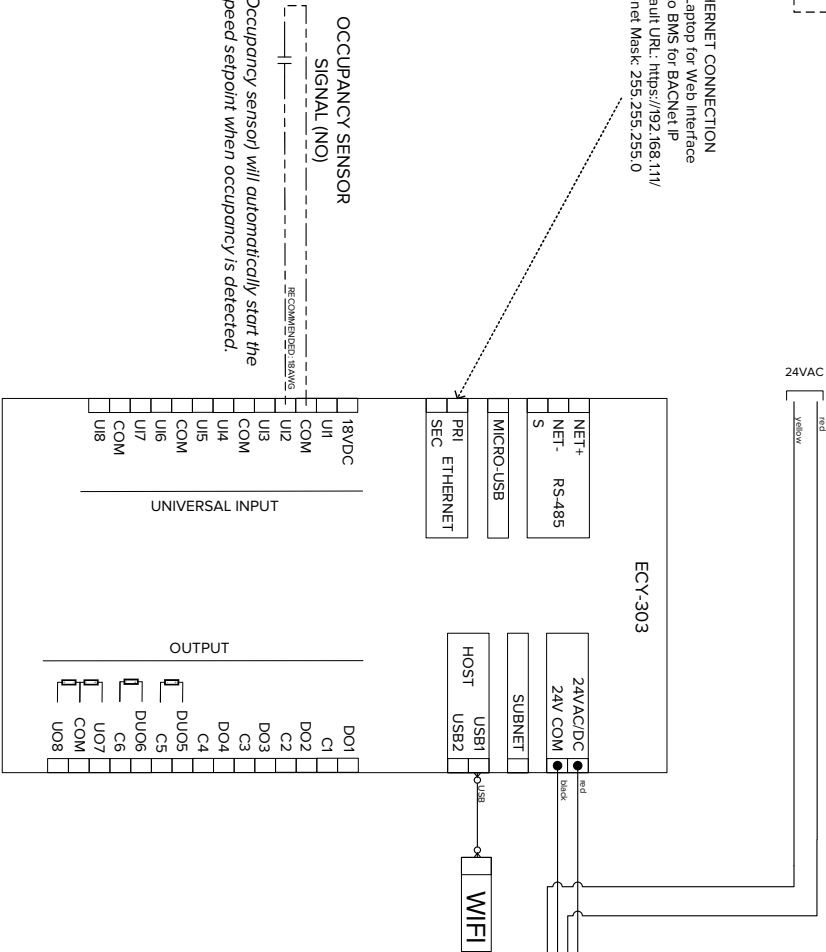 HERNET CONNECTION
Laptop for Web Interface
o BMS for BACNet IP
ault URL: https://192.168.1.11/
net Mask: 255.255.255.0
OCCUPANCY SENSOR
SIGNAL (NO)
Occupancy sensor) will automatically start the
peed setpoint when occupancy is detected.
RECOMMENDED: 18AWG
24VAC
red
yellow
ECY-303
NET+
NET-
S
RS-485
MICRO-USB
PRI
SEC
ETHERNET
18VDC
UI1
COM
UI2
UI3
COM
UI4
UI5
COM
UI6
UI7
COM
UI8
UNIVERSAL INPUT
24VAC/DC
24V COM
red
black
SUBNET
HOST
USB1
USB2
USB
WIFI
OUTPUT
DO1
C1
DO2
C2
DO3
C3
DO4
C4
DUO5
C5
DUO6
C6
UO7
COM
UO8